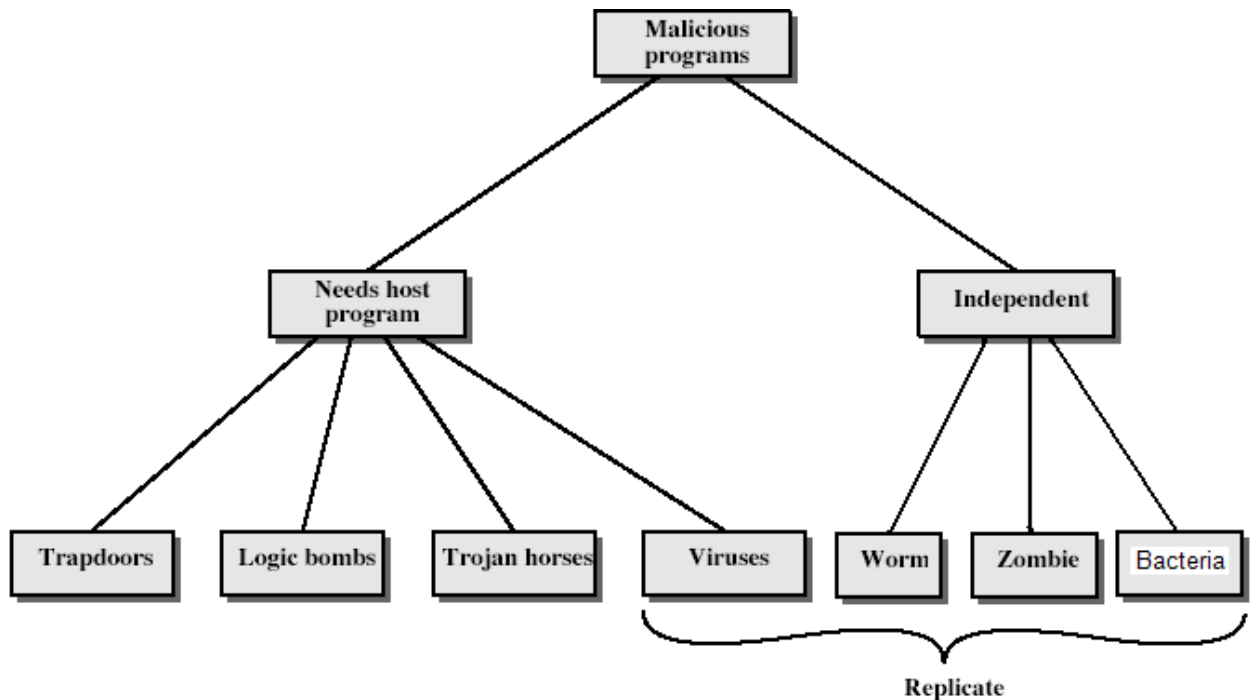 Malicious
programs
Needs host
program
Independent
Trapdoors
Logic bombs
Trojan horses
Viruses
Worm
Zombie
Bacteria
Replicate